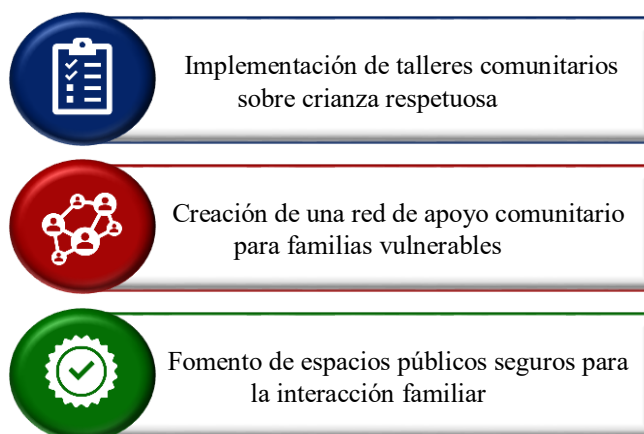 Implementación de talleres comunitarios
sobre crianza respetuosa
Creación de una red de apoyo comunitario
para familias vulnerables
Fomento de espacios públicos seguros para
la interacción familiar